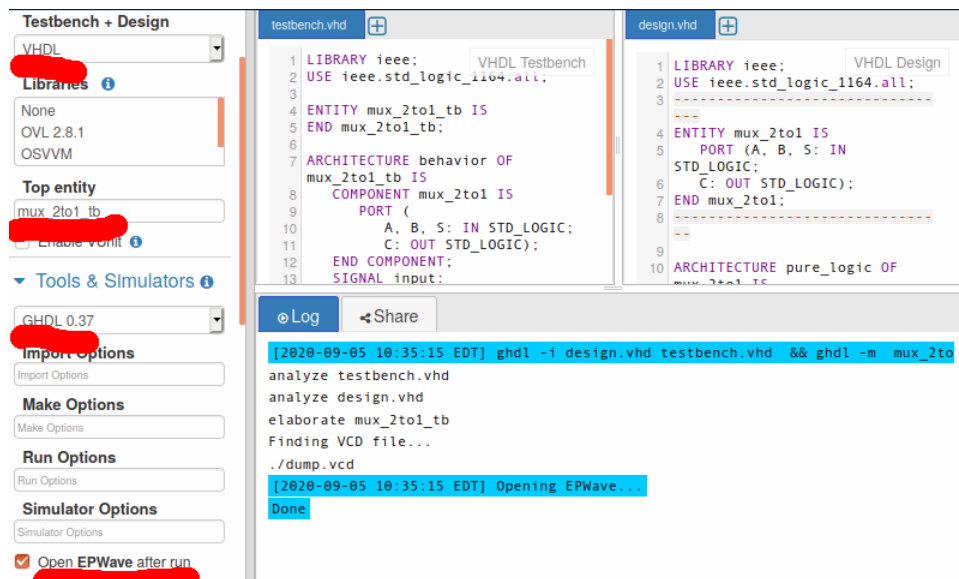 Testbench + Design
VHDL
Libraries
None
OVL 2.8.1
OSVVM
Top entity
mux_2to1_tb
Enable VUnit
Tools & Simulators
GHDL 0.37
Import Options
Import Options
Make Options
Make Options
Run Options
Run Options
Simulator Options
Simulator Options
Open EPWave after run
testbench.vhd
VHDL Testbench
1 LIBRARY ieee;
2 USE ieee.std_logic_1164.all;
3
4 ENTITY mux_2to1_tb IS
5 END mux_2to1_tb;
6
7 ARCHITECTURE behavior OF
mux_2to1_tb IS
8 COMPONENT mux_2to1 IS
9 PORT (
10 A, B, S: IN STD_LOGIC;
11 C: OUT STD_LOGIC);
12 END COMPONENT;
13 SIGNAL input:
design.vhd
VHDL Design
1 LIBRARY ieee;
2 USE ieee.std_logic_1164.all;
3 ------------------------------
---
4 ENTITY mux_2to1 IS
5 PORT (A, B, S: IN
STD_LOGIC;
6 C: OUT STD_LOGIC);
7 END mux_2to1;
8 ------------------------------
--
9
10 ARCHITECTURE pure_logic OF
mux_2to1 IS
Log
Share
[2020-09-05 10:35:15 EDT] ghdl -i design.vhd testbench.vhd && ghdl -m mux_2to
analyze testbench.vhd
analyze design.vhd
elaborate mux_2to1_tb
Finding VCD file...
./dump.vcd
[2020-09-05 10:35:15 EDT] Opening EPWave...
Done